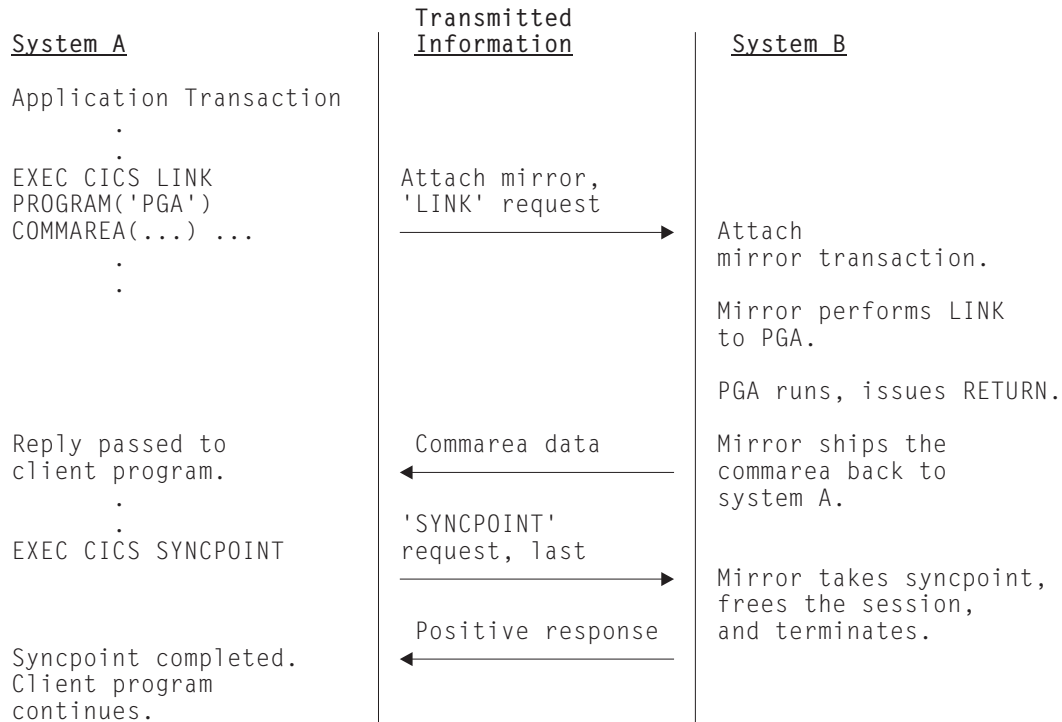 Transmitted
System A Information System B
Application Transaction
.
.
EXEC CICS LINK Attach mirror,
PROGRAM('PGA') 'LINK' request
COMMAREA(...) ... Attach
. mirror transaction.
.
Mirror performs LINK
to PGA.
PGA runs, issues RETURN.
Reply passed to Commarea data Mirror ships the
client program. commarea back to
. system A.
. 'SYNCPOINT'
EXEC CICS SYNCPOINT request, last
Mirror takes syncpoint,
frees the session,
Positive response and terminates.
Syncpoint completed.
Client program
continues.